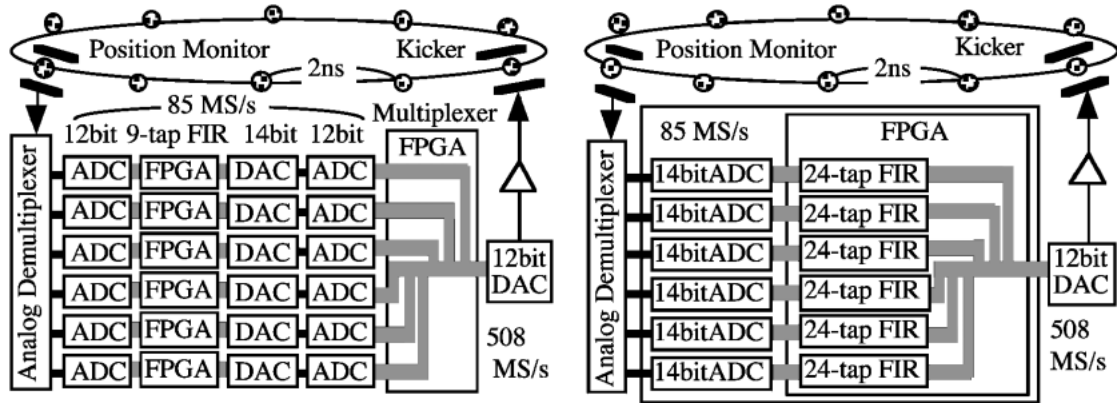 Position Monitor
Kicker
2ns
85 MS/s
Multiplexer
12bit 9-tap FIR 14bit 12bit
FPGA
Analog Demultiplexer
ADC FPGA DAC ADC
ADC FPGA DAC ADC
ADC FPGA DAC ADC
ADC FPGA DAC ADC
ADC FPGA DAC ADC
ADC FPGA DAC ADC
12bit
DAC
508
MS/s
Position Monitor
Kicker
2ns
85 MS/s
FPGA
Analog Demultiplexer
14bitADC 24-tap FIR
14bitADC 24-tap FIR
14bitADC 24-tap FIR
14bitADC 24-tap FIR
14bitADC 24-tap FIR
14bitADC 24-tap FIR
12bit
DAC
508
MS/s